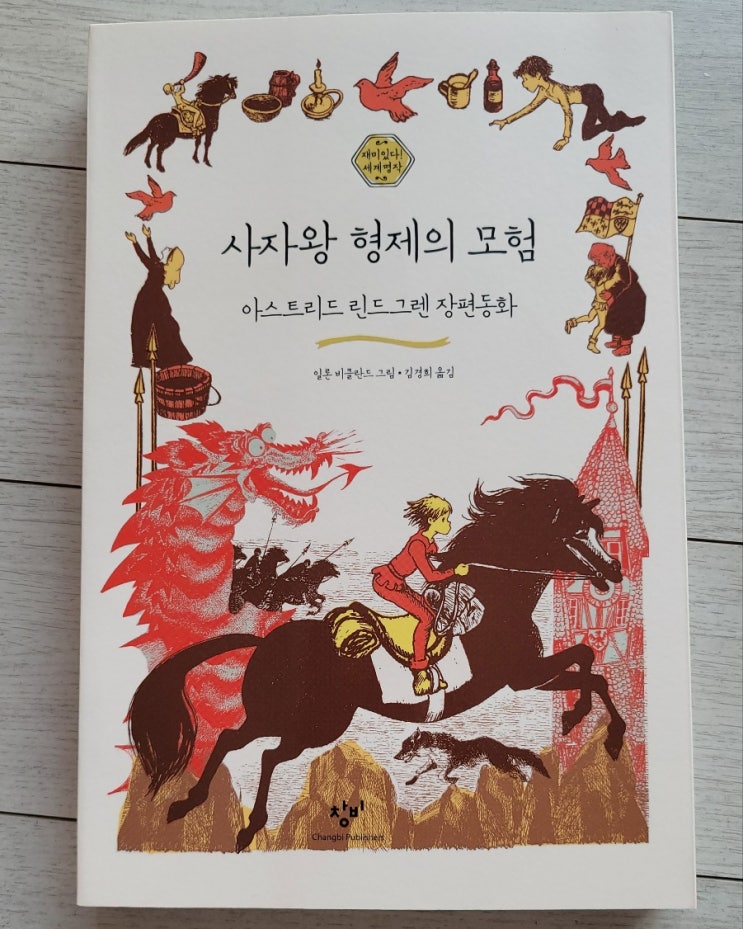 재미있다!
세계명작
사자왕 형제의 모험
아스트리드 린드그렌 장편동화
일론 비클란드 그림 • 김경희 옮김
창비
Changbi Publishers